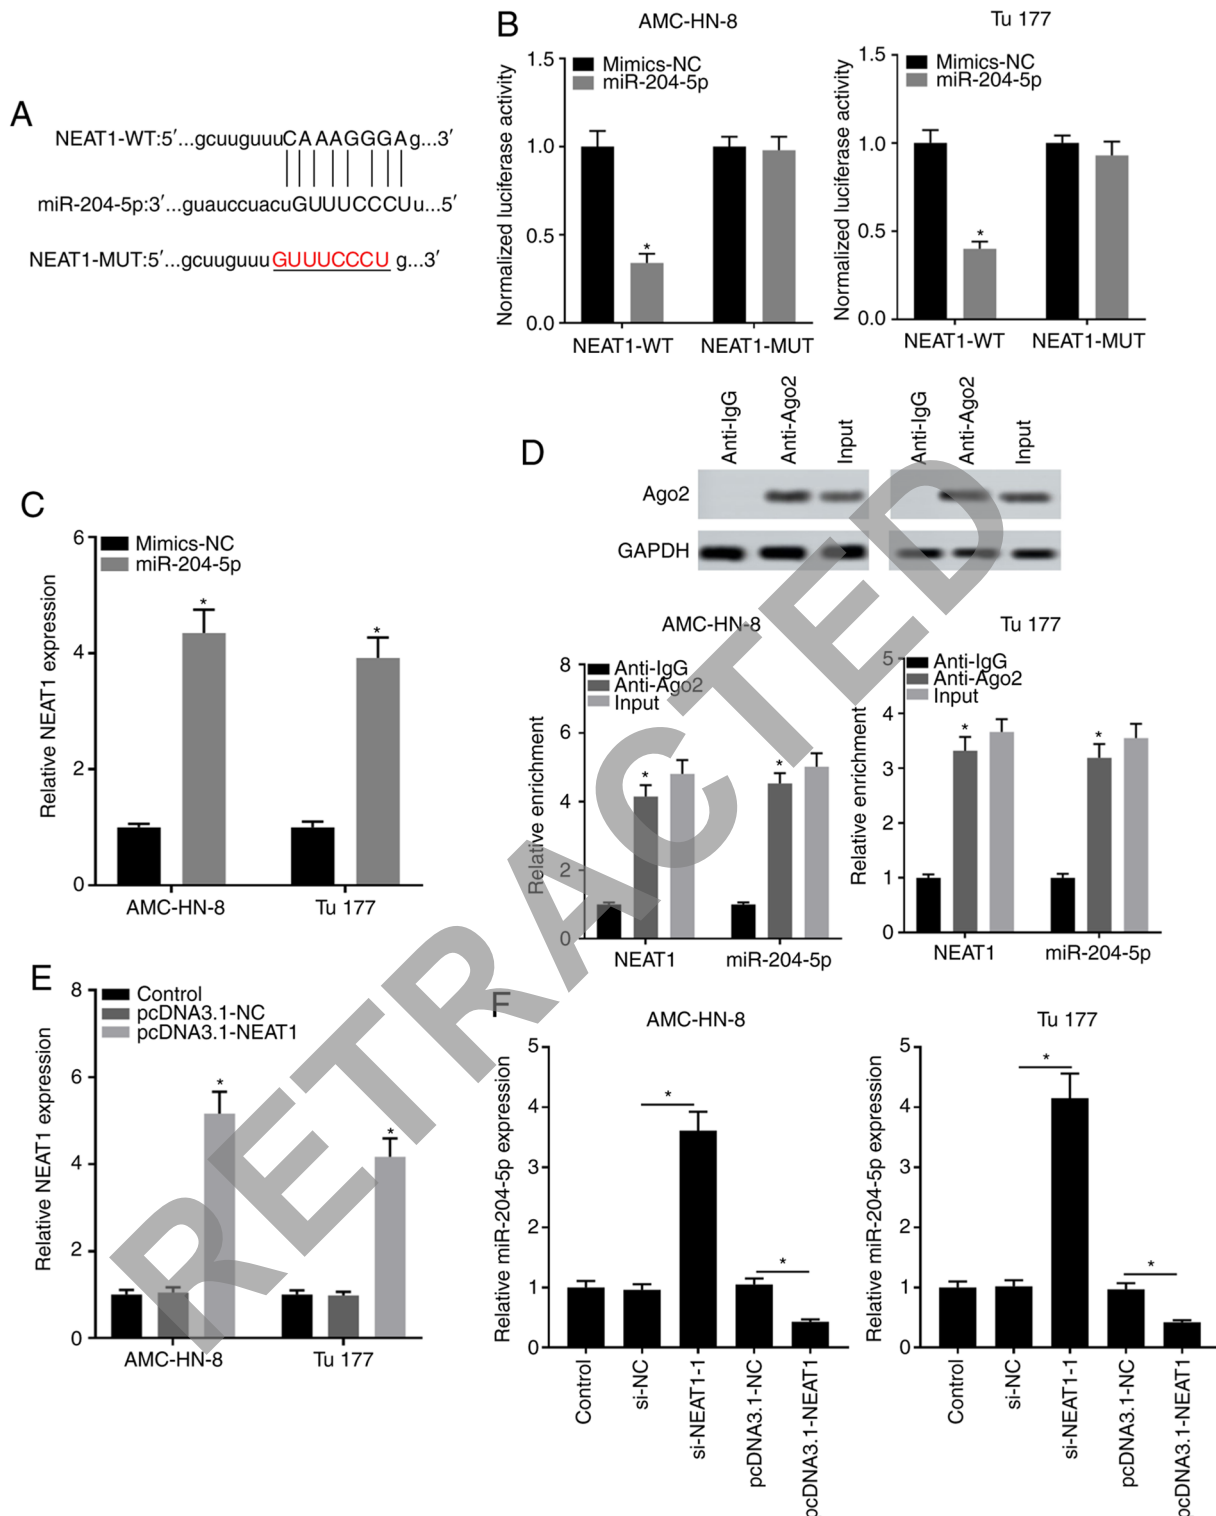 A
NEAT1-WT:5′...gcuuguuuCAAAGGGAg...3′
miR-204-5p:3′...guauccuacuGUUUCCCUu...5′
NEAT1-MUT:5′...gcuuguuuGUUUCCCU g...3′
B
AMC-HN-8
Normalized luciferase activity
1.5
1.0
0.5
0.0
Mimics-NC
miR-204-5p
*
NEAT1-WT
NEAT1-MUT
Tu 177
Normalized luciferase activity
1.5
1.0
0.5
0.0
Mimics-NC
miR-204-5p
*
NEAT1-WT
NEAT1-MUT
C
Relative NEAT1 expression
6
4
2
0
Mimics-NC
miR-204-5p
*
*
AMC-HN-8
Tu 177
D
Anti-IgG
Anti-Ago2
Input
Anti-IgG
Anti-Ago2
Input
Ago2
GAPDH
AMC-HN-8
Relative enrichment
8
6
4
2
0
Anti-IgG
Anti-Ago2
Input
*
*
NEAT1
miR-204-5p
Tu 177
Relative enrichment
5
4
3
2
1
0
Anti-IgG
Anti-Ago2
Input
*
*
NEAT1
miR-204-5p
E
Relative NEAT1 expression
8
6
4
2
0
Control
pcDNA3.1-NC
pcDNA3.1-NEAT1
*
*
AMC-HN-8
Tu 177
F
AMC-HN-8
Relative miR-204-5p expression
5
4
3
2
1
0
*
*
Control
si-NC
si-NEAT1-1
pcDNA3.1-NC
pcDNA3.1-NEAT1
Tu 177
Relative miR-204-5p expression
5
4
3
2
1
0
*
*
Control
si-NC
si-NEAT1-1
pcDNA3.1-NC
pcDNA3.1-NEAT1
RETRACTED